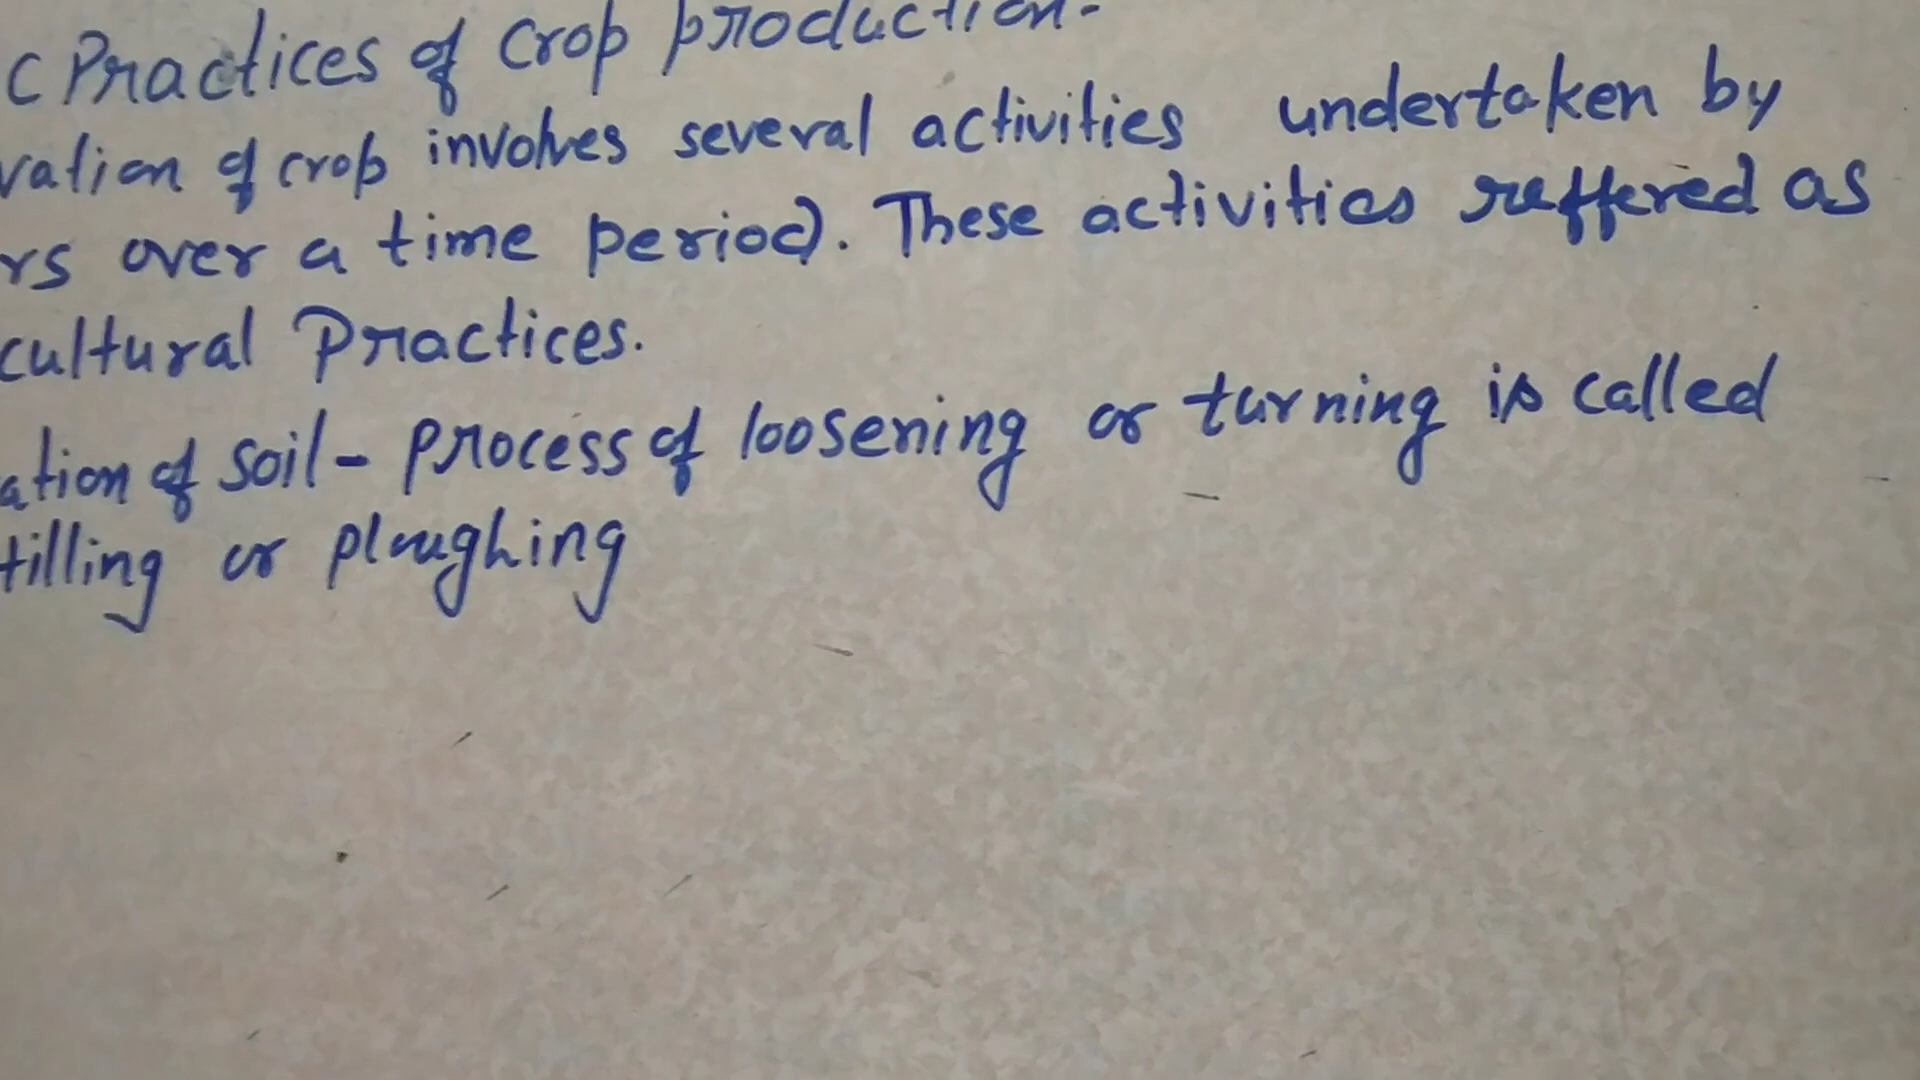 c Practices of Crop production-
vation of crop involves several activities undertaken by
rs over a time period. These activities reffered as
cultural Practices.
ation of soil- process of loosening or turning is called
tilling or ploughing